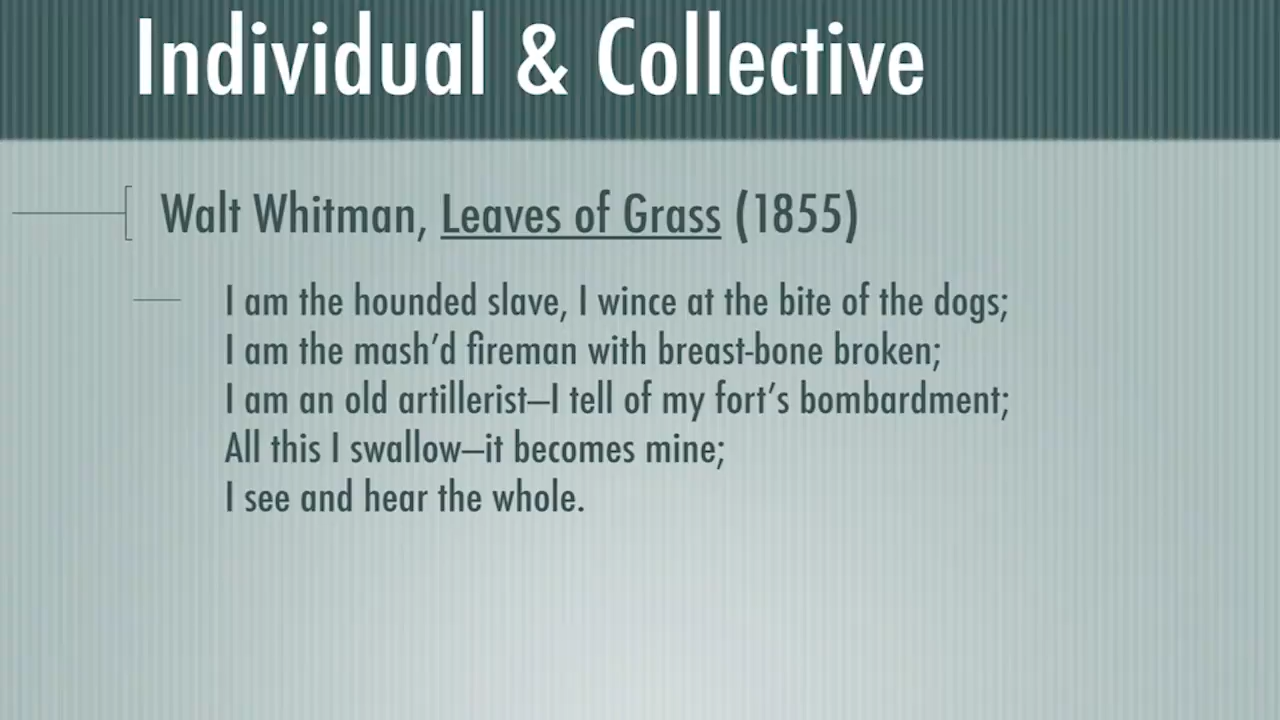 Individual & Collective
Walt Whitman, Leaves of Grass (1855)
I am the hounded slave, I wince at the bite of the dogs;
I am the mash’d fireman with breast-bone broken;
I am an old artillerist–I tell of my fort’s bombardment;
All this I swallow–it becomes mine;
I see and hear the whole.